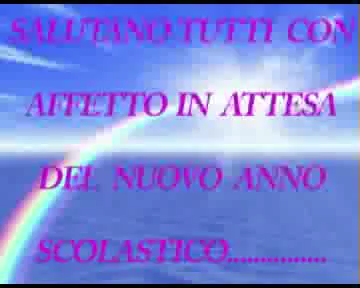 SALUTANO TUTTI CON
AFFETTO IN ATTESA
DEL NUOVO ANNO
SCOLASTICO...............